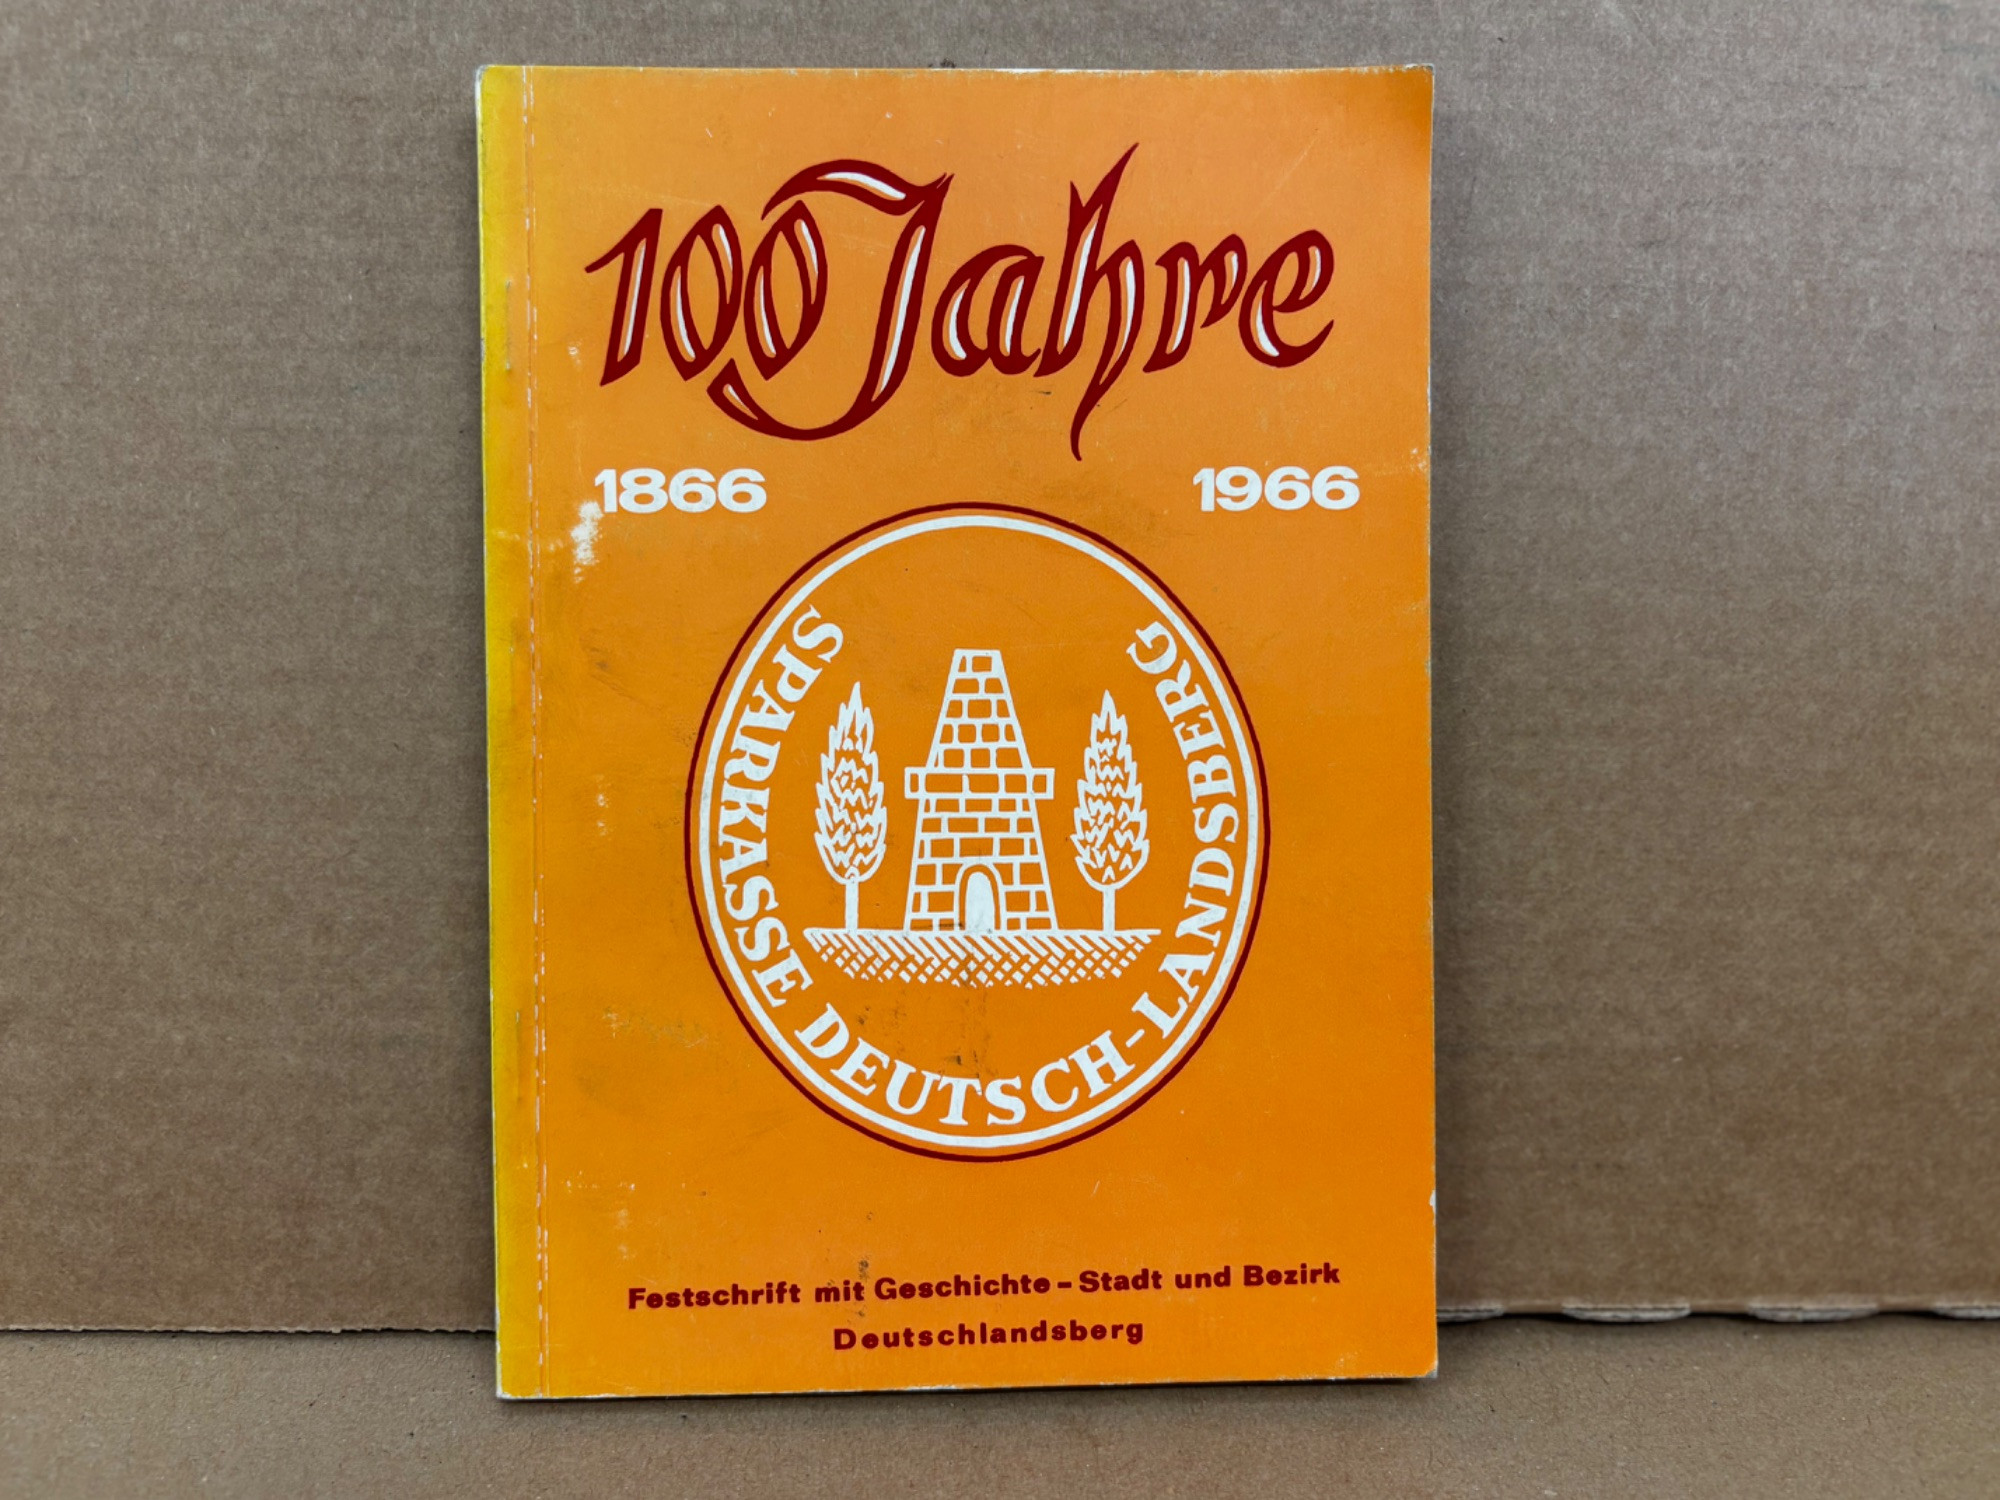 100 Jahre
1866 1966
SPARKASSE DEUTSCH-LANDSBERG
Festschrift mit Geschichte – Stadt und Bezirk
Deutschlandsberg